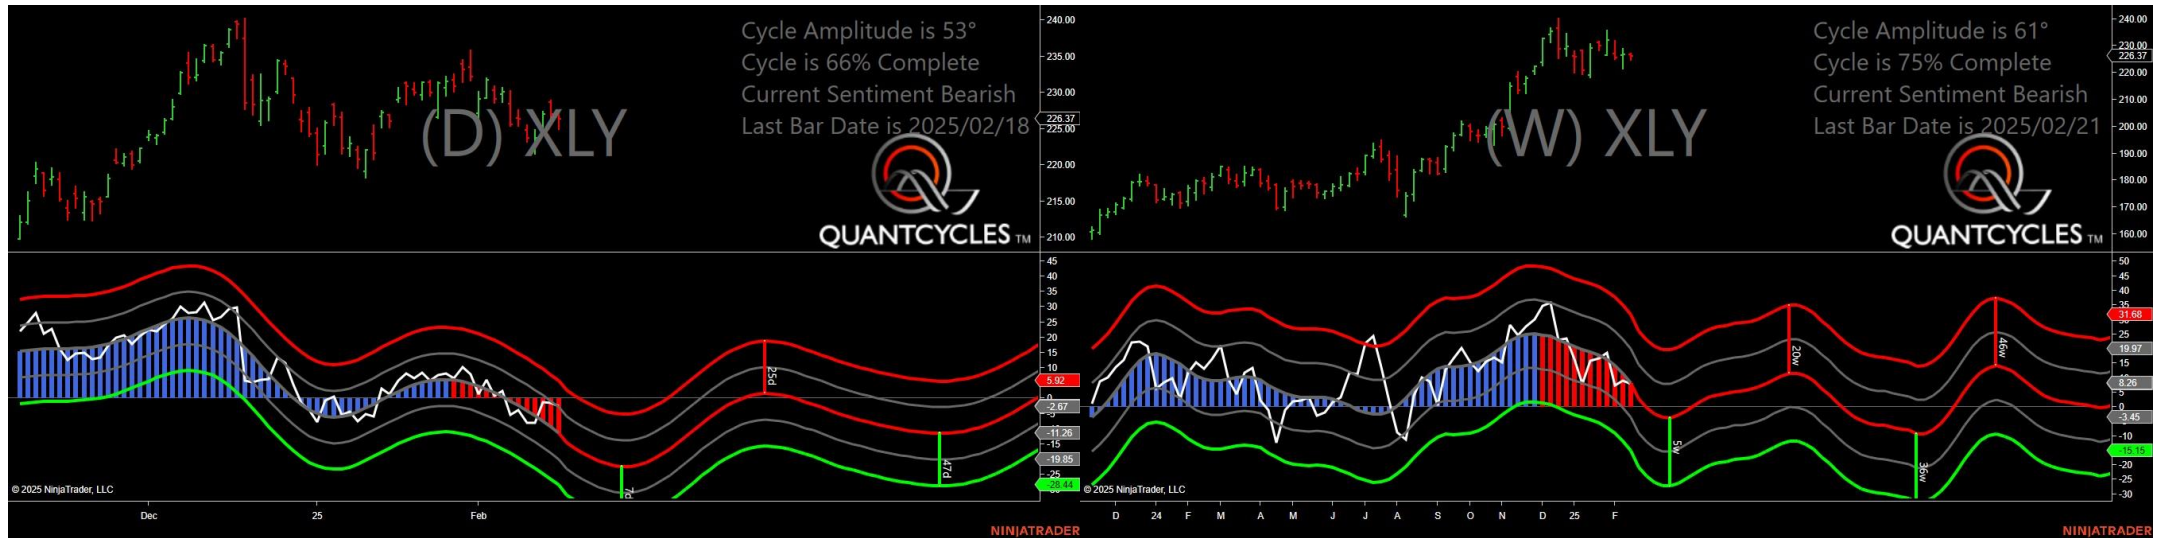 Cycle Amplitude is 53°
Cycle is 66% Complete
Current Sentiment Bearish
Last Bar Date is 2025/02/18
(D) XLY
QUANTCYCLES TM
240.00
235.00
230.00
226.37
225.00
220.00
215.00
210.00
45
40
35
30
25
20
15
10
5.92
0
-2.67
-5
-11.26
-15
-19.85
-25
-28.44
25d
47d
7d
© 2025 NinjaTrader, LLC
Dec
25
Feb
NINJATRADER
Cycle Amplitude is 61°
Cycle is 75% Complete
Current Sentiment Bearish
Last Bar Date is 2025/02/21
(W) XLY
QUANTCYCLES TM
240.00
230.00
226.37
220.00
210.00
200.00
190.00
180.00
170.00
160.00
50
45
40
31.68
25
19.97
8.26
5
0
-3.45
-10
-15.15
-20
-25
-30
20w
46w
5w
36w
© 2025 NinjaTrader, LLC
D
24
F
M
A
M
J
J
A
S
O
N
D
25
F
NINJATRADER